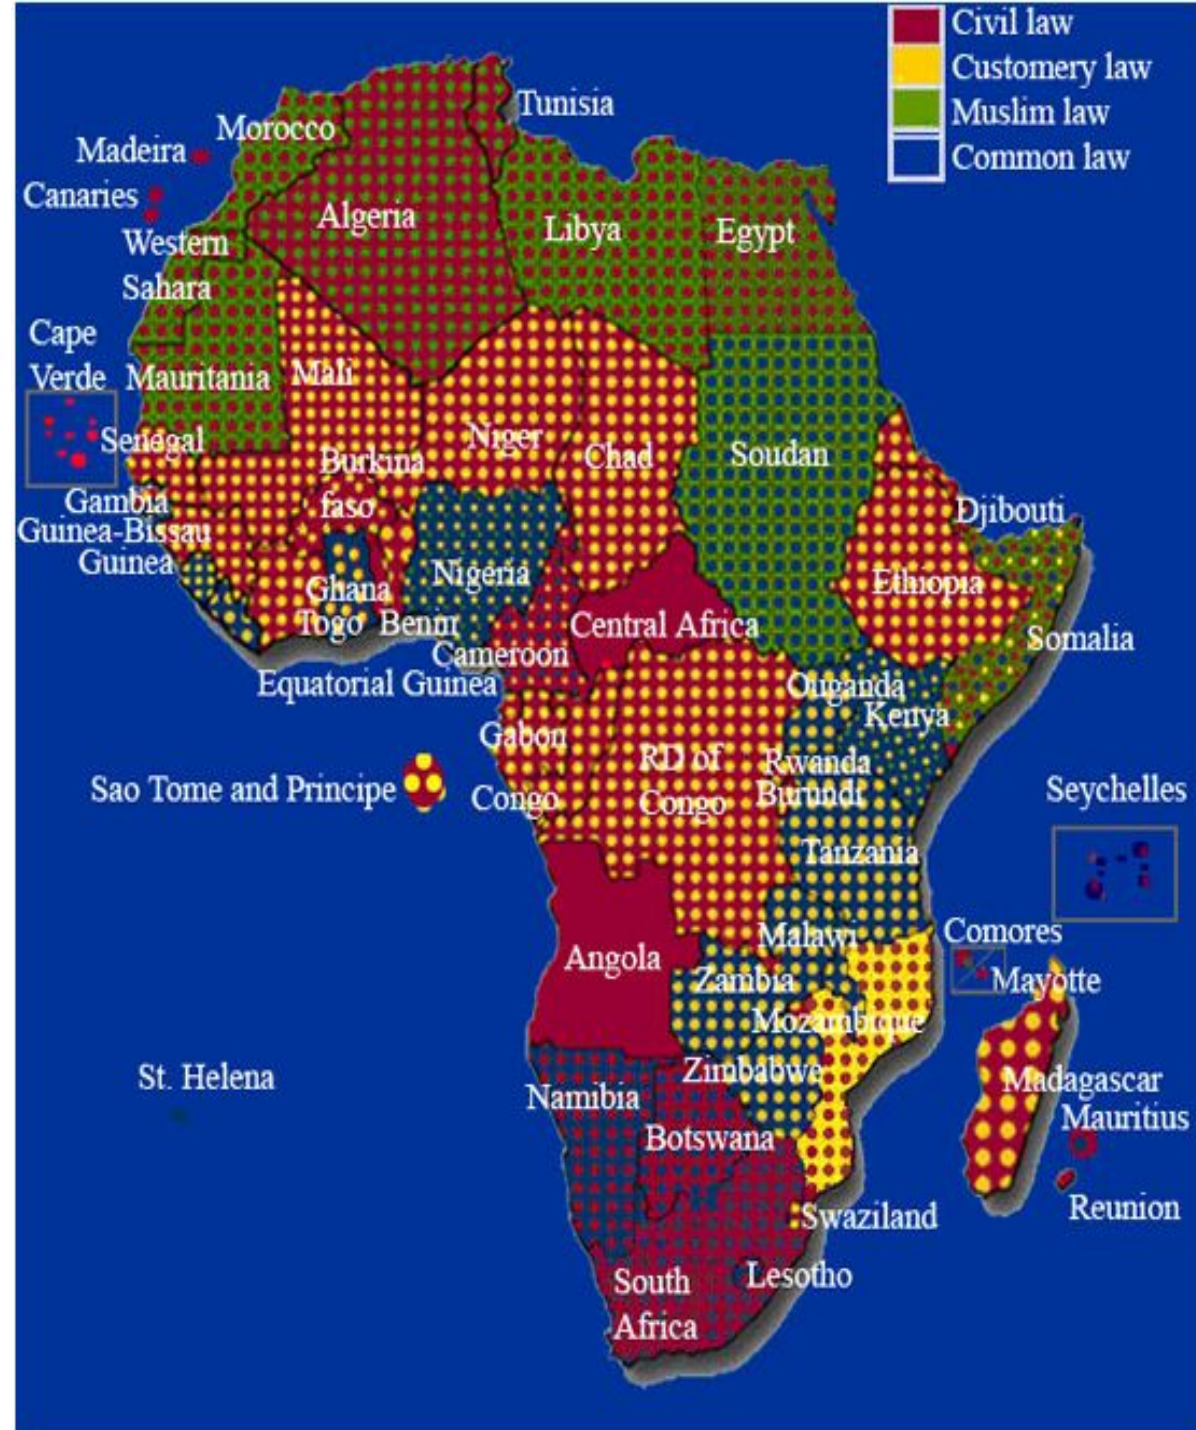 Civil law
Customery law
Muslim law
Common law
Tunisia
Morocco
Madeira
Canaries
Algeria
Libya
Egypt
Western
Sahara
Cape
Verde
Mauritania
Mali
Senegal
Niger
Chad
Soudan
Burkina
faso
Gambia
Guinea-Bissau
Guinea
Djibouti
Nigeria
Ghana
Ethiopia
Togo
Benin
Central Africa
Somalia
Cameroon
Equatorial Guinea
Ouganda
Kenya
Gabon
RD of
Congo
Rwanda
Burundi
Sao Tome and Principe
Congo
Seychelles
Tanzania
Comores
Malawi
Angola
Zambia
Mayotte
Mozambique
St. Helena
Zimbabwe
Namibia
Madagascar
Mauritius
Botswana
Reunion
Swaziland
South
Africa
Lesotho